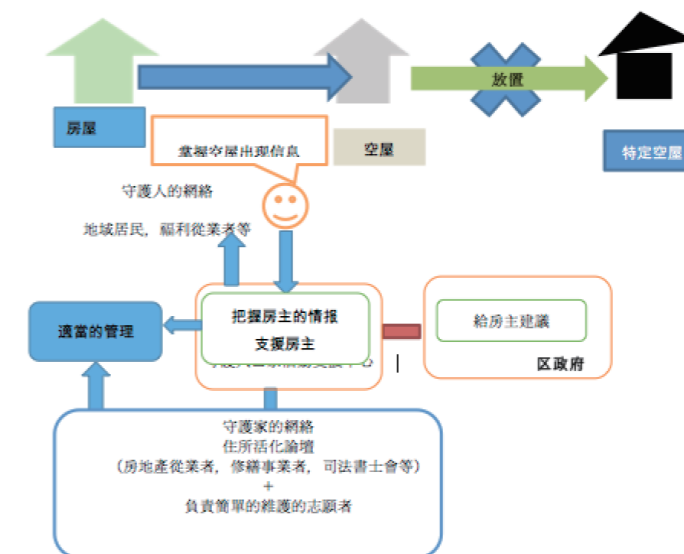 放置
房屋
掌握空屋出現信息
空屋
特定空屋
守護人的網絡
地域居民，福利從業者等
把握房主的情报
支援房主
適當的管理
給房主建議
区政府
守護家的網絡
住所活化論壇
（房地產從業者，修繕事業者，司法書士會等）
+
負責簡單的維護的志願者